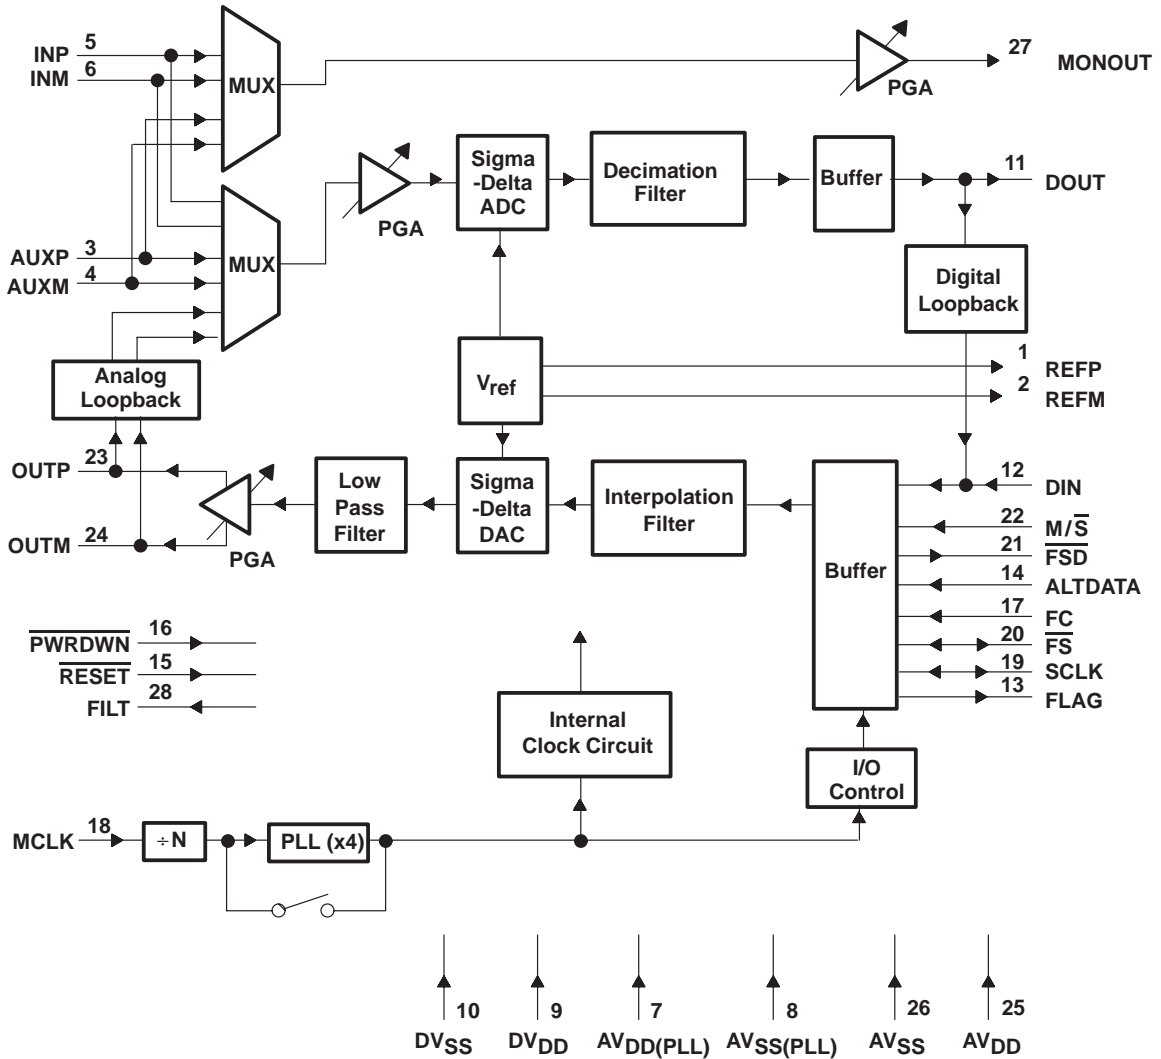 5
INP
6
INM
MUX
27
MONOUT
PGA
Sigma
-Delta
ADC
Decimation
Filter
Buffer
11
DOUT
PGA
AUXP
3
AUXM
4
MUX
Digital
Loopback
Analog
Loopback
Vref
1
REFP
2
REFM
OUTP
23
OUTM
24
PGA
Low
Pass
Filter
Sigma
-Delta
DAC
Interpolation
Filter
Buffer
12
DIN
22
M/S̅
21
F̅S̅D̅
14
ALTDATA
17
FC
20
F̅S̅
19
SCLK
13
FLAG
16
P̅W̅R̅D̅W̅N̅
15
R̅E̅S̅E̅T̅
28
FILT
Internal
Clock Circuit
I/O
Control
MCLK
18
÷N
PLL (x4)
10
DVSS
9
DVDD
7
AVDD(PLL)
8
AVSS(PLL)
26
AVSS
25
AVDD